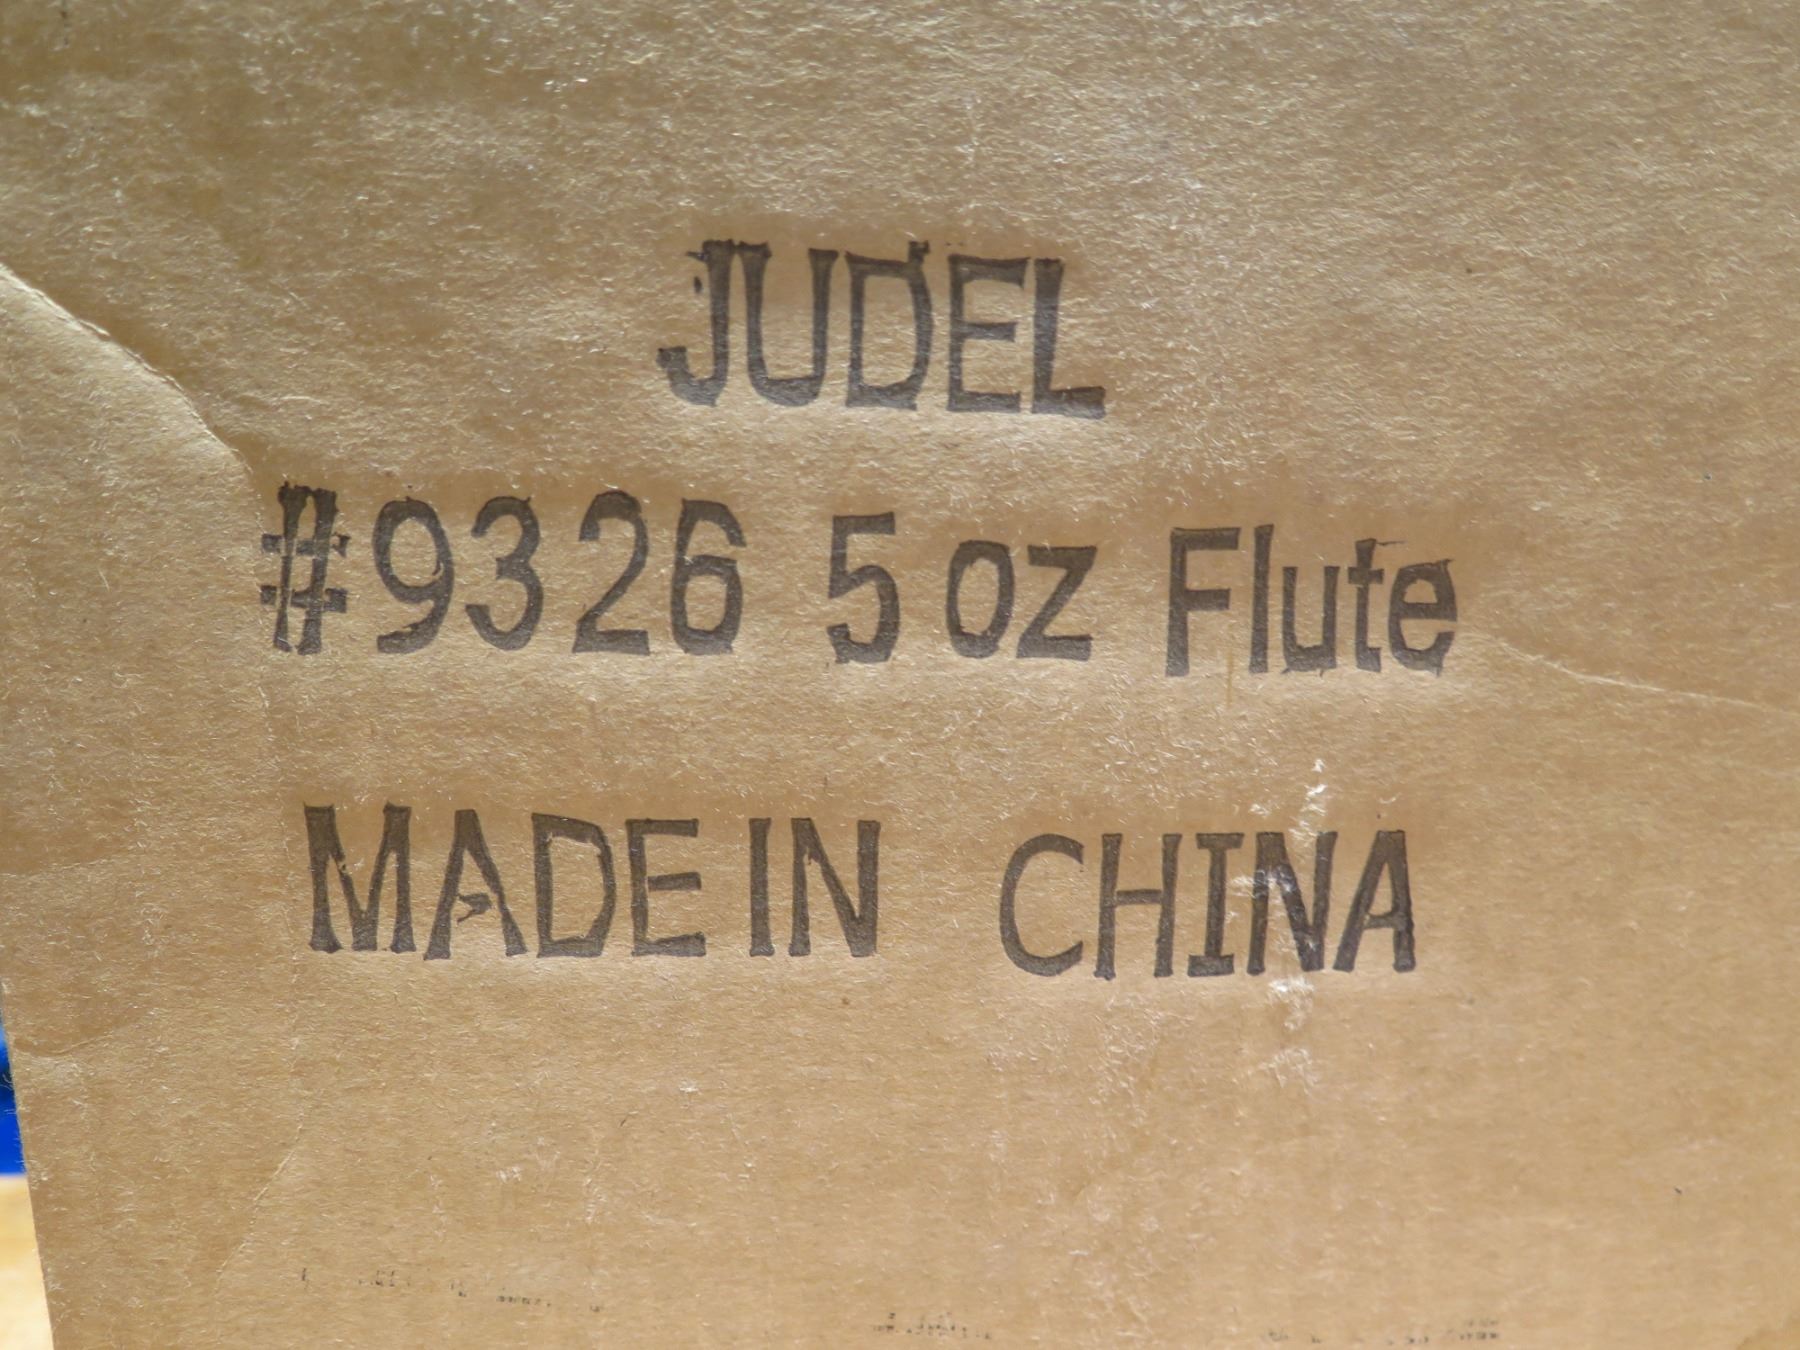 JUDEL
#9326 5 oz Flute
MADE IN CHINA